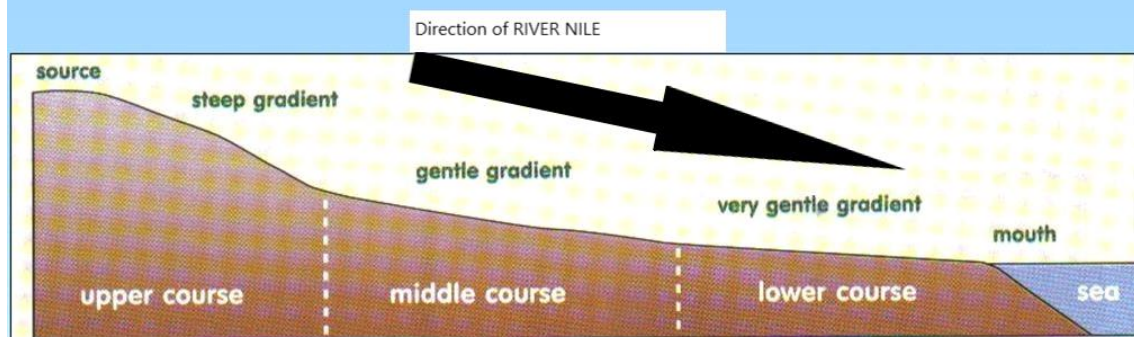 Direction of RIVER NILE
source
steep gradient
gentle gradient
very gentle gradient
mouth
upper course
middle course
lower course
sea